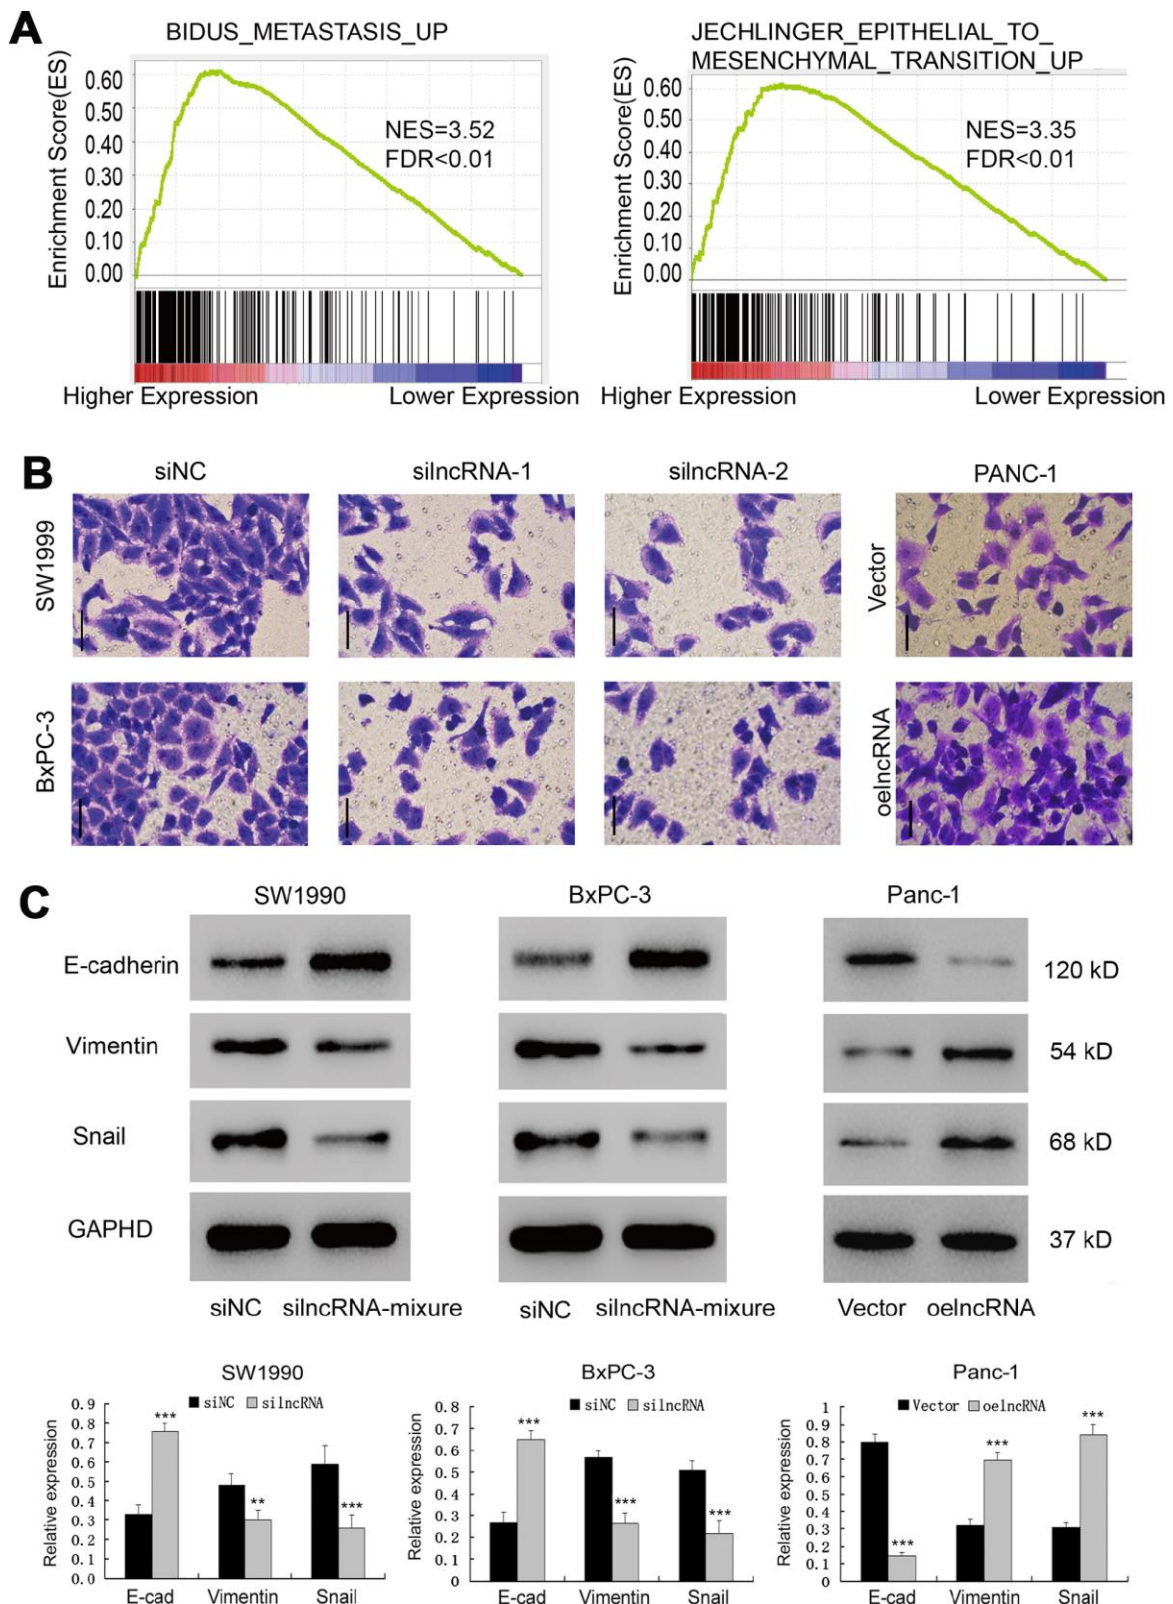 A
BIDUS_METASTASIS_UP
JECHLINGER_EPITHELIAL_TO_
MESENCHYMAL_TRANSITION_UP
Enrichment Score(ES)
0.60
0.50
0.40
0.30
0.20
0.10
0.00
NES=3.52
FDR<0.01
Higher Expression
Lower Expression
Enrichment Score(ES)
0.60
0.50
0.40
0.30
0.20
0.10
0.00
NES=3.35
FDR<0.01
Higher Expression
Lower Expression
B
siNC
silncRNA-1
silncRNA-2
PANC-1
SW1999
Vector
BxPC-3
oelncRNA
C
SW1990
BxPC-3
Panc-1
E-cadherin
120 kD
Vimentin
54 kD
Snail
68 kD
GAPHD
37 kD
siNC
silncRNA-mixure
siNC
silncRNA-mixure
Vector
oelncRNA
SW1990
siNC
silncRNA
Relative expression
0.9
0.8
0.7
0.6
0.5
0.4
0.3
0.2
0.1
0.0
***
**
***
E-cad
Vimentin
Snail
BxPC-3
siNC
silncRNA
Relative expression
0.8
0.7
0.6
0.5
0.4
0.3
0.2
0.1
0
***
***
***
E-cad
Vimentin
Snail
Panc-1
Vector
oelncRNA
Relative expression
1
0.9
0.8
0.7
0.6
0.5
0.4
0.3
0.2
0.1
0
***
***
***
E-cad
Vimentin
Snail